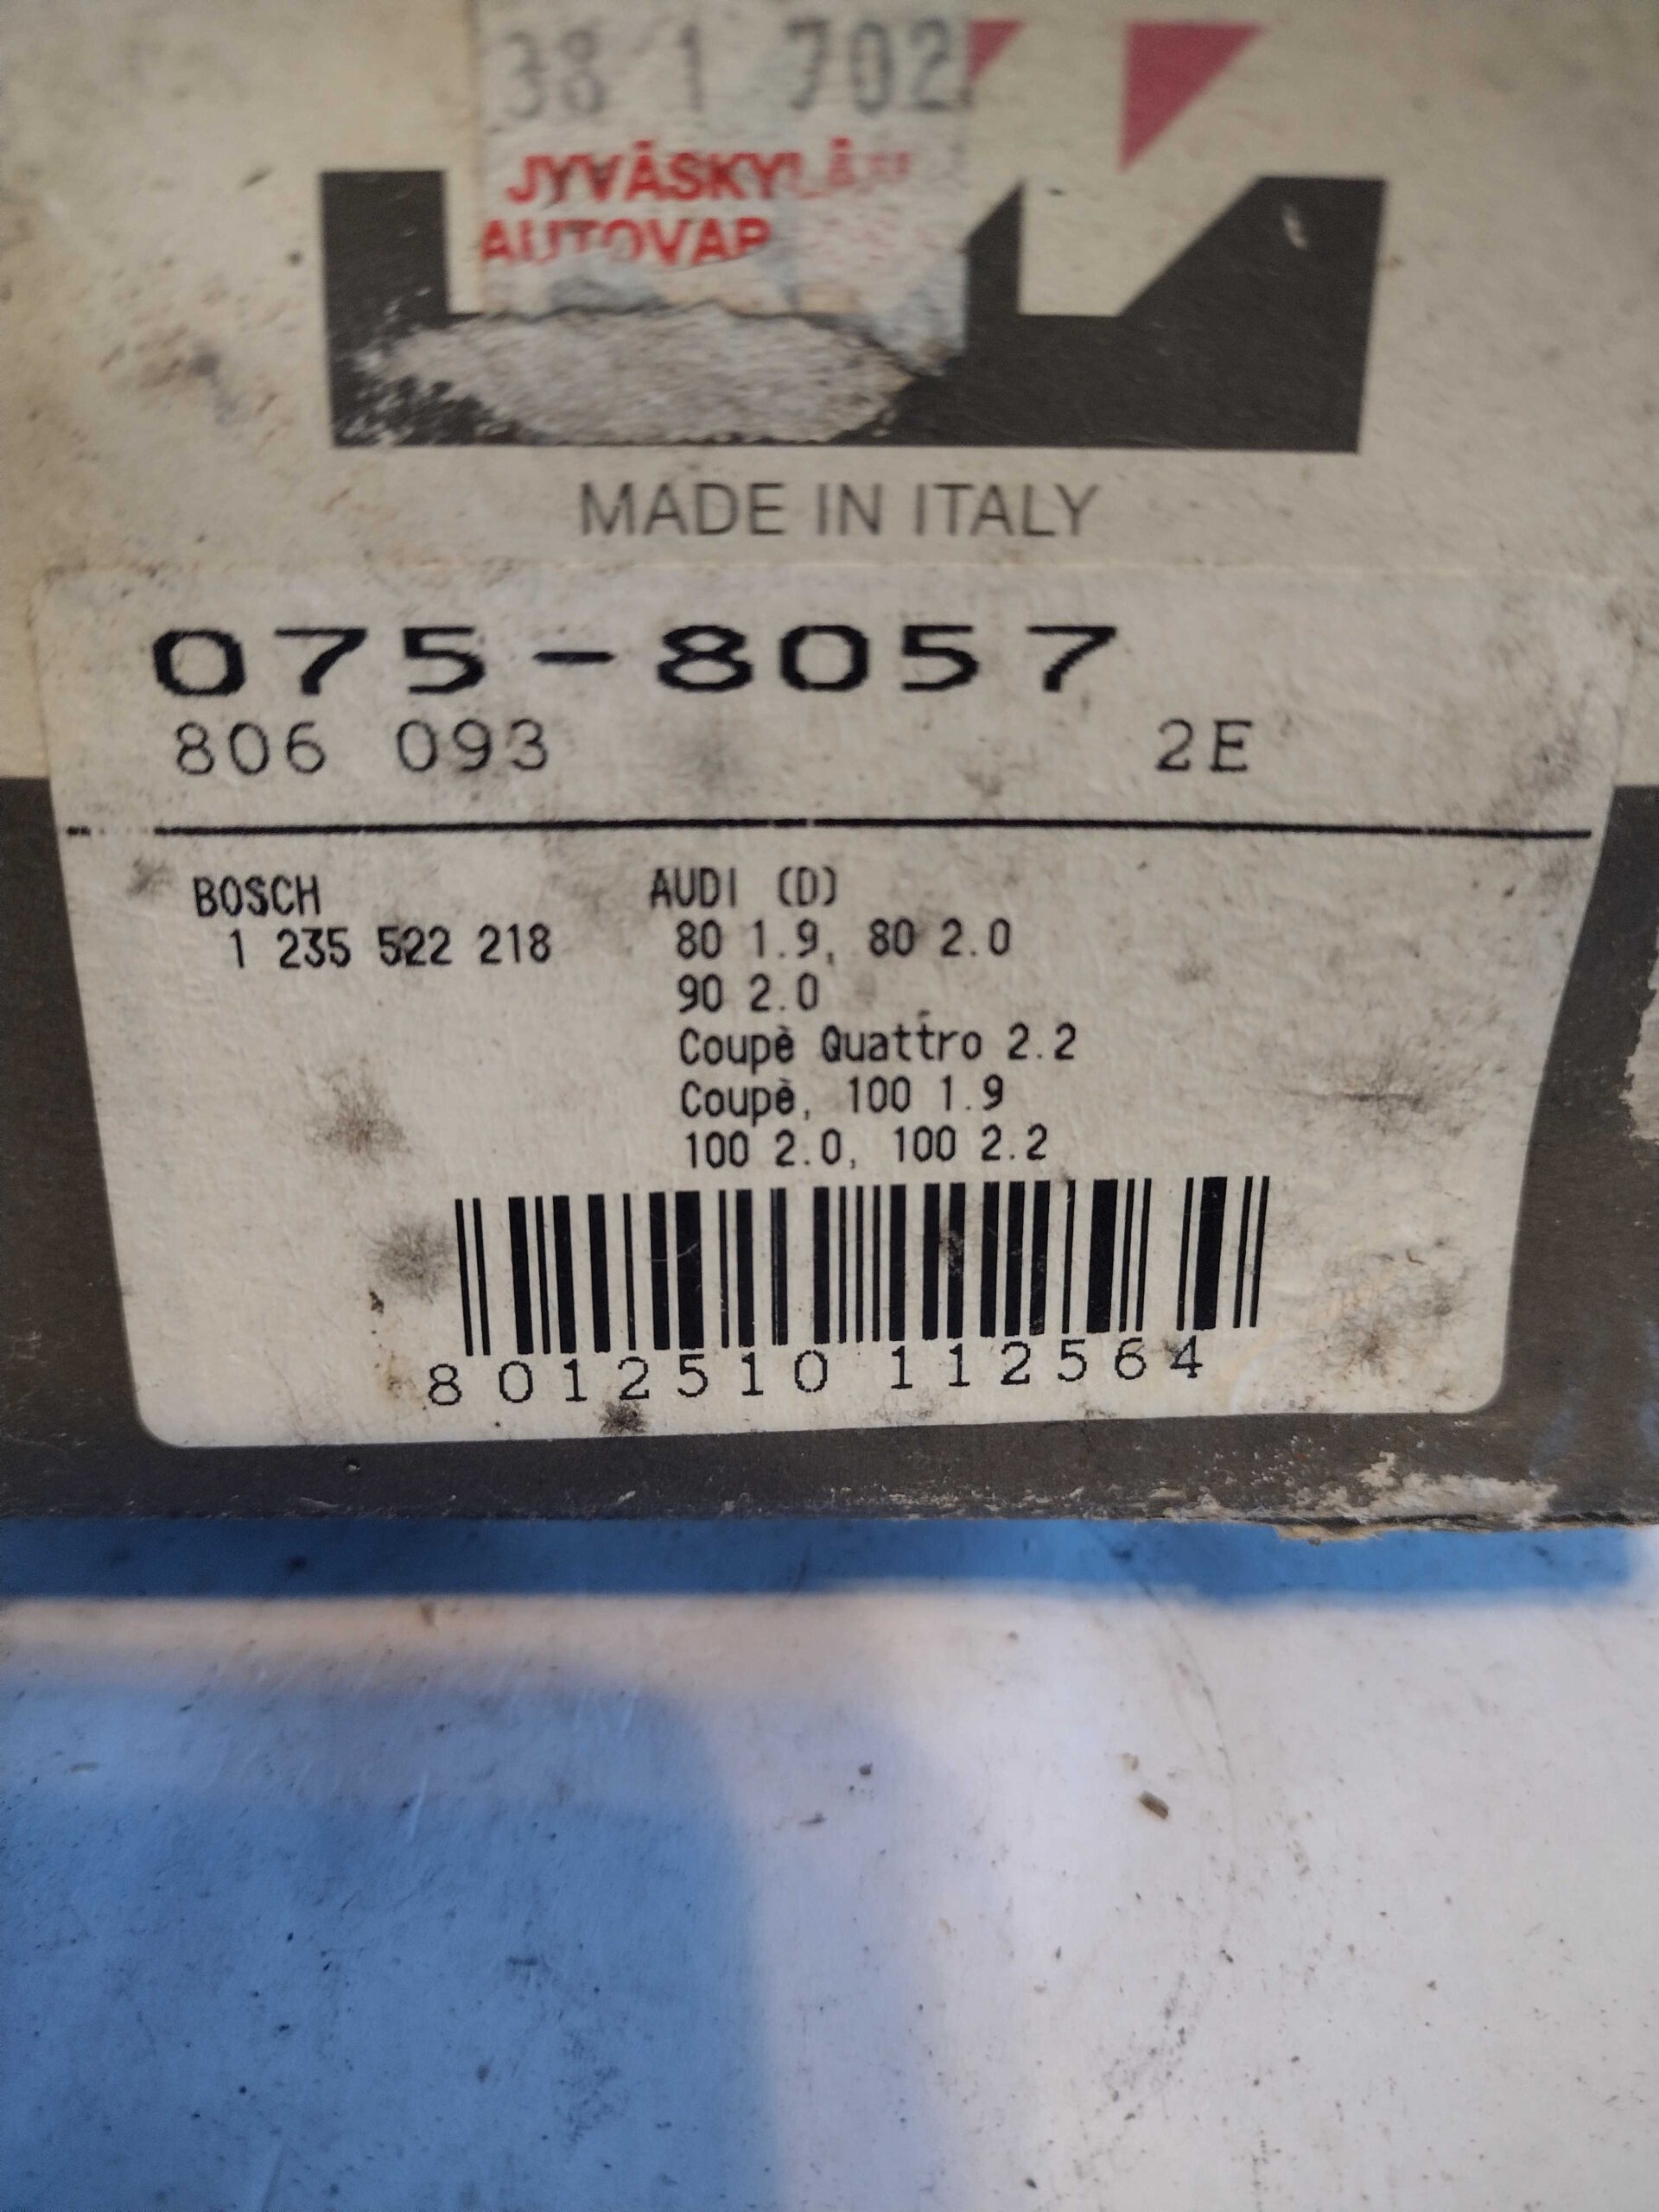 38 1 702
JYVÄSKYLÄN
AUTOVAR
MADE IN ITALY
075-8057
806 093 2E
BOSCH AUDI (D)
1 235 522 218 80 1.9, 80 2.0
90 2.0
Coupè Quattro 2.2
Coupè, 100 1.9
100 2.0, 100 2.2
8 012510 112564